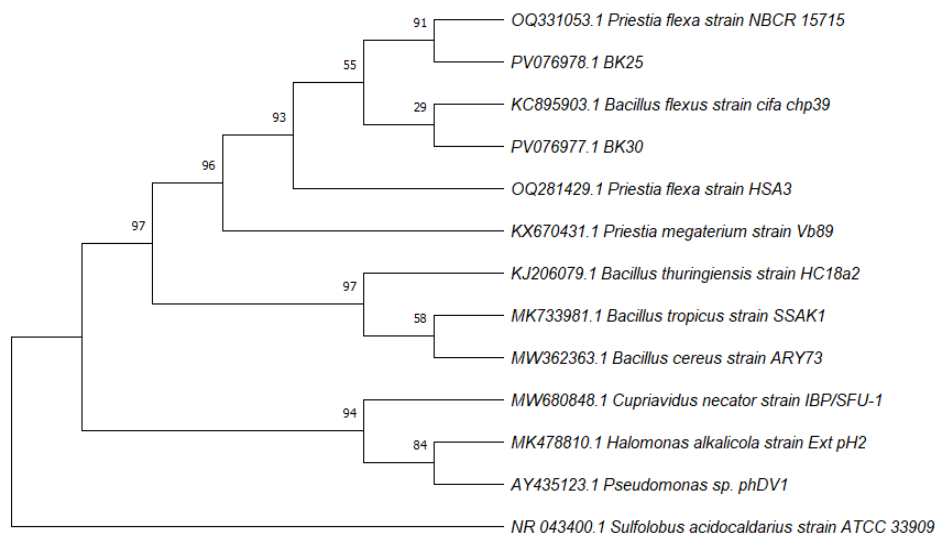 91
OQ331053.1 Priestia flexa strain NBCR 15715
PV076978.1 BK25
55
29
KC895903.1 Bacillus flexus strain cifa chp39
PV076977.1 BK30
93
OQ281429.1 Priestia flexa strain HSA3
96
KX670431.1 Priestia megaterium strain Vb89
97
KJ206079.1 Bacillus thuringiensis strain HC18a2
97
58
MK733981.1 Bacillus tropicus strain SSAK1
MW362363.1 Bacillus cereus strain ARY73
MW680848.1 Cupriavidus necator strain IBP/SFU-1
94
84
MK478810.1 Halomonas alkalicola strain Ext pH2
AY435123.1 Pseudomonas sp. phDV1
NR 043400.1 Sulfolobus acidocaldarius strain ATCC 33909